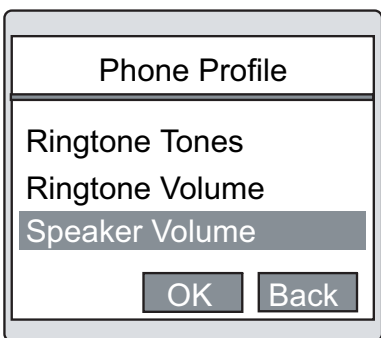 Phone Profile
Ringtone Tones
Ringtone Volume
Speaker Volume
OK Back